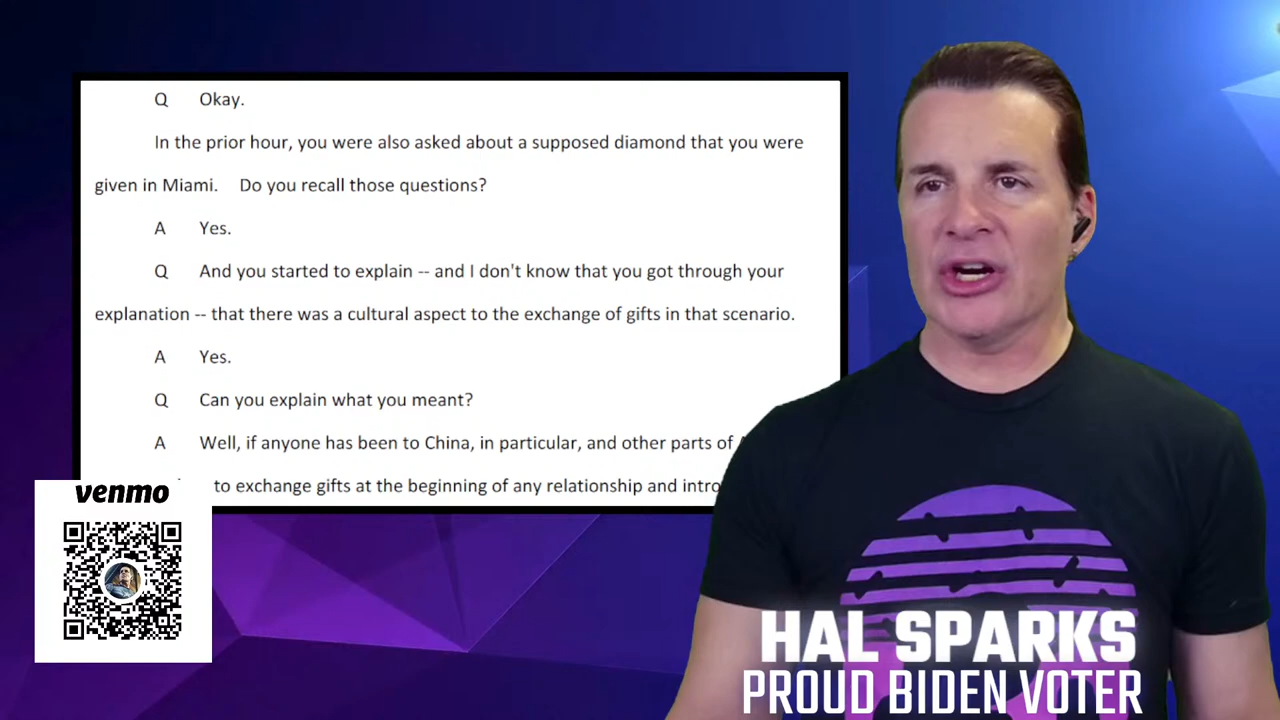 Q Okay.
In the prior hour, you were also asked about a supposed diamond that you were
given in Miami. Do you recall those questions?
A Yes.
Q And you started to explain -- and I don't know that you got through your
explanation -- that there was a cultural aspect to the exchange of gifts in that scenario.
A Yes.
Q Can you explain what you meant?
A Well, if anyone has been to China, in particular, and other parts of
to exchange gifts at the beginning of any relationship and intro
venmo
HAL SPARKS
PROUD BIDEN VOTER